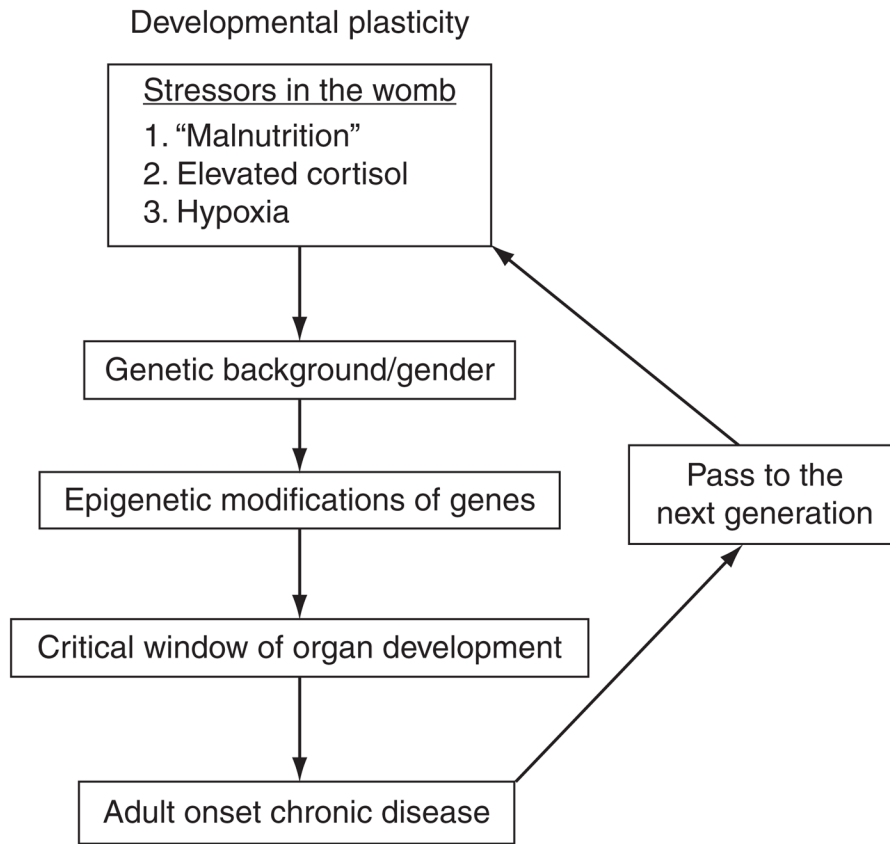 Developmental plasticity
Stressors in the womb
1. “Malnutrition”
2. Elevated cortisol
3. Hypoxia
Genetic background/gender
Epigenetic modifications of genes
Pass to the
next generation
Critical window of organ development
Adult onset chronic disease